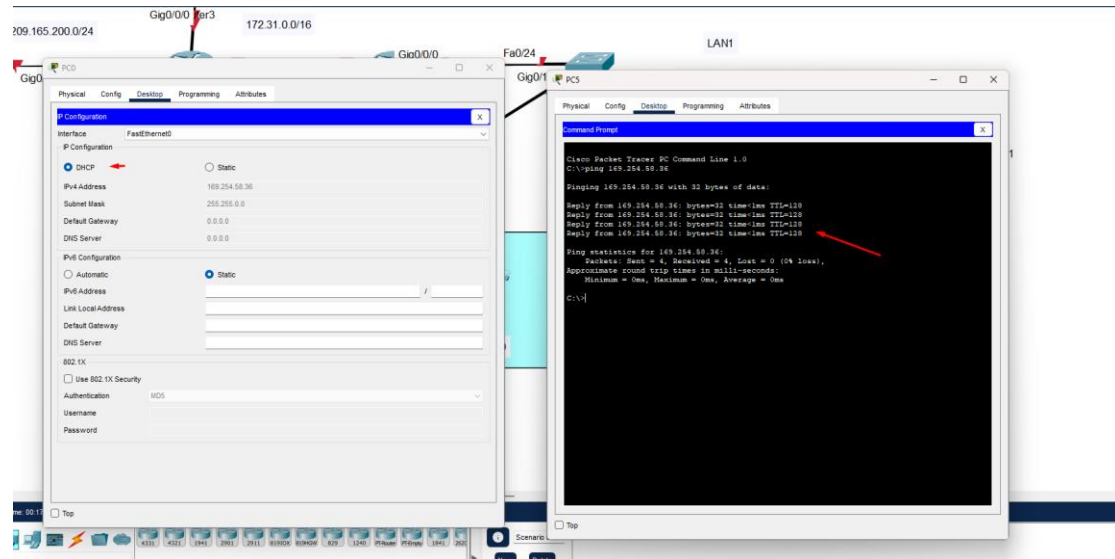 Gig0/0/0
er3
172.31.0.0/16
209.165.200.0/24
LAN1
Gig0/0/0
Fa0/24
Gig0
Gig0/1
PC0
Physical Config Desktop Programming Attributes
IP Configuration X
Interface FastEthernet0
IP Configuration
DHCP Static
IPv4 Address 169.254.58.36
Subnet Mask 255.255.0.0
Default Gateway 0.0.0.0
DNS Server 0.0.0.0
IPv6 Configuration
Automatic Static
IPv6 Address /
Link Local Address
Default Gateway
DNS Server
802.1X
Use 802.1X Security
Authentication MD5
Username
Password
Top
PC5
Physical Config Desktop Programming Attributes
Command Prompt X
Cisco Packet Tracer PC Command Line 1.0
C:\>ping 169.254.58.36
Pinging 169.254.58.36 with 32 bytes of data:
Reply from 169.254.58.36: bytes=32 time<1ms TTL=128
Reply from 169.254.58.36: bytes=32 time<1ms TTL=128
Reply from 169.254.58.36: bytes=32 time<1ms TTL=128
Reply from 169.254.58.36: bytes=32 time<1ms TTL=128
Ping statistics for 169.254.58.36:
Packets: Sent = 4, Received = 4, Lost = 0 (0% loss),
Approximate round trip times in milli-seconds:
Minimum = 0ms, Maximum = 0ms, Average = 0ms
C:\>
Top
me: 00:17
4331 4321 1941 2901 2911 819IOX 819HGW 829 1240 PT-Router PT-Empty 1841
Scenario